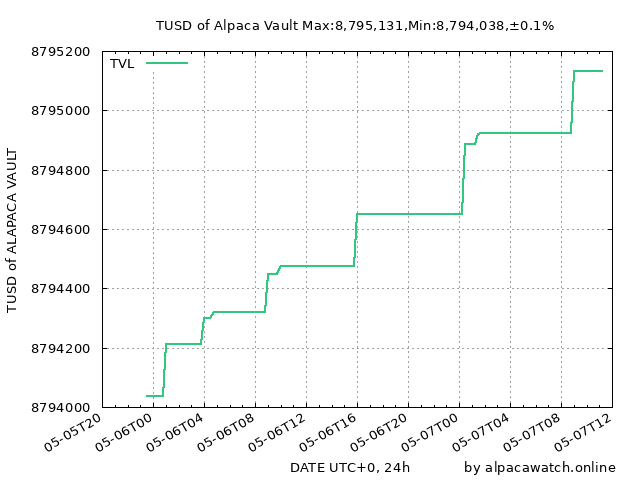 TUSD of Alpaca Vault Max:8,795,131,Min:8,794,038,±0.1%
TVL
8795200
8795000
8794800
8794600
8794400
8794200
8794000
TUSD of ALAPACA VAULT
05-05T20
05-06T00
05-06T04
05-06T08
05-06T12
05-06T16
05-06T20
05-07T00
05-07T04
05-07T08
05-07T12
DATE UTC+0, 24h
by alpacawatch.online